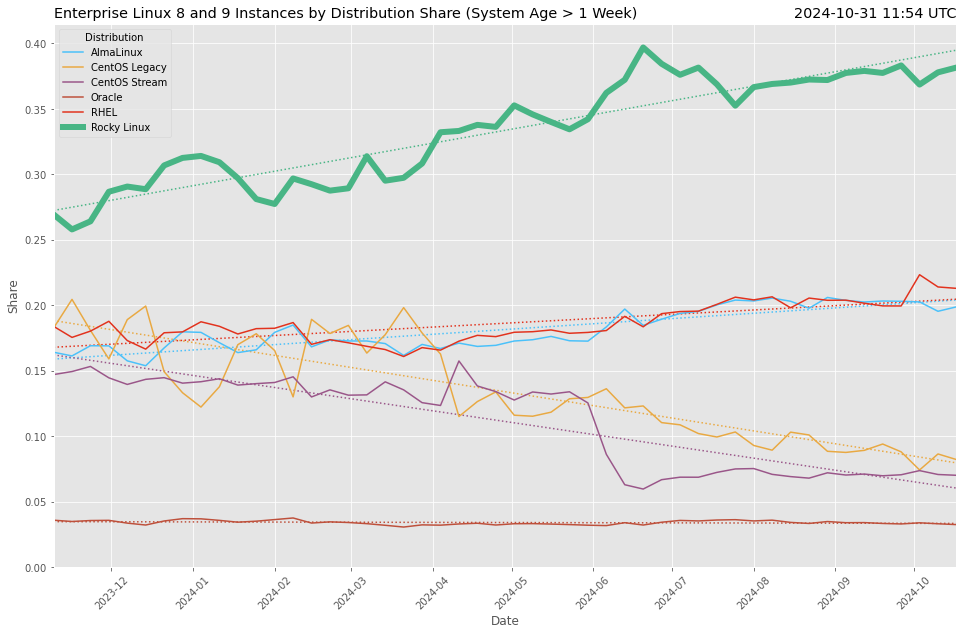 Enterprise Linux 8 and 9 Instances by Distribution Share (System Age > 1 Week)
2024-10-31 11:54 UTC
Distribution
AlmaLinux
CentOS Legacy
CentOS Stream
Oracle
RHEL
Rocky Linux
0.40
0.35
0.30
0.25
0.20
0.15
0.10
0.05
0.00
Share
2023-12
2024-01
2024-02
2024-03
2024-04
2024-05
2024-06
2024-07
2024-08
2024-09
2024-10
Date